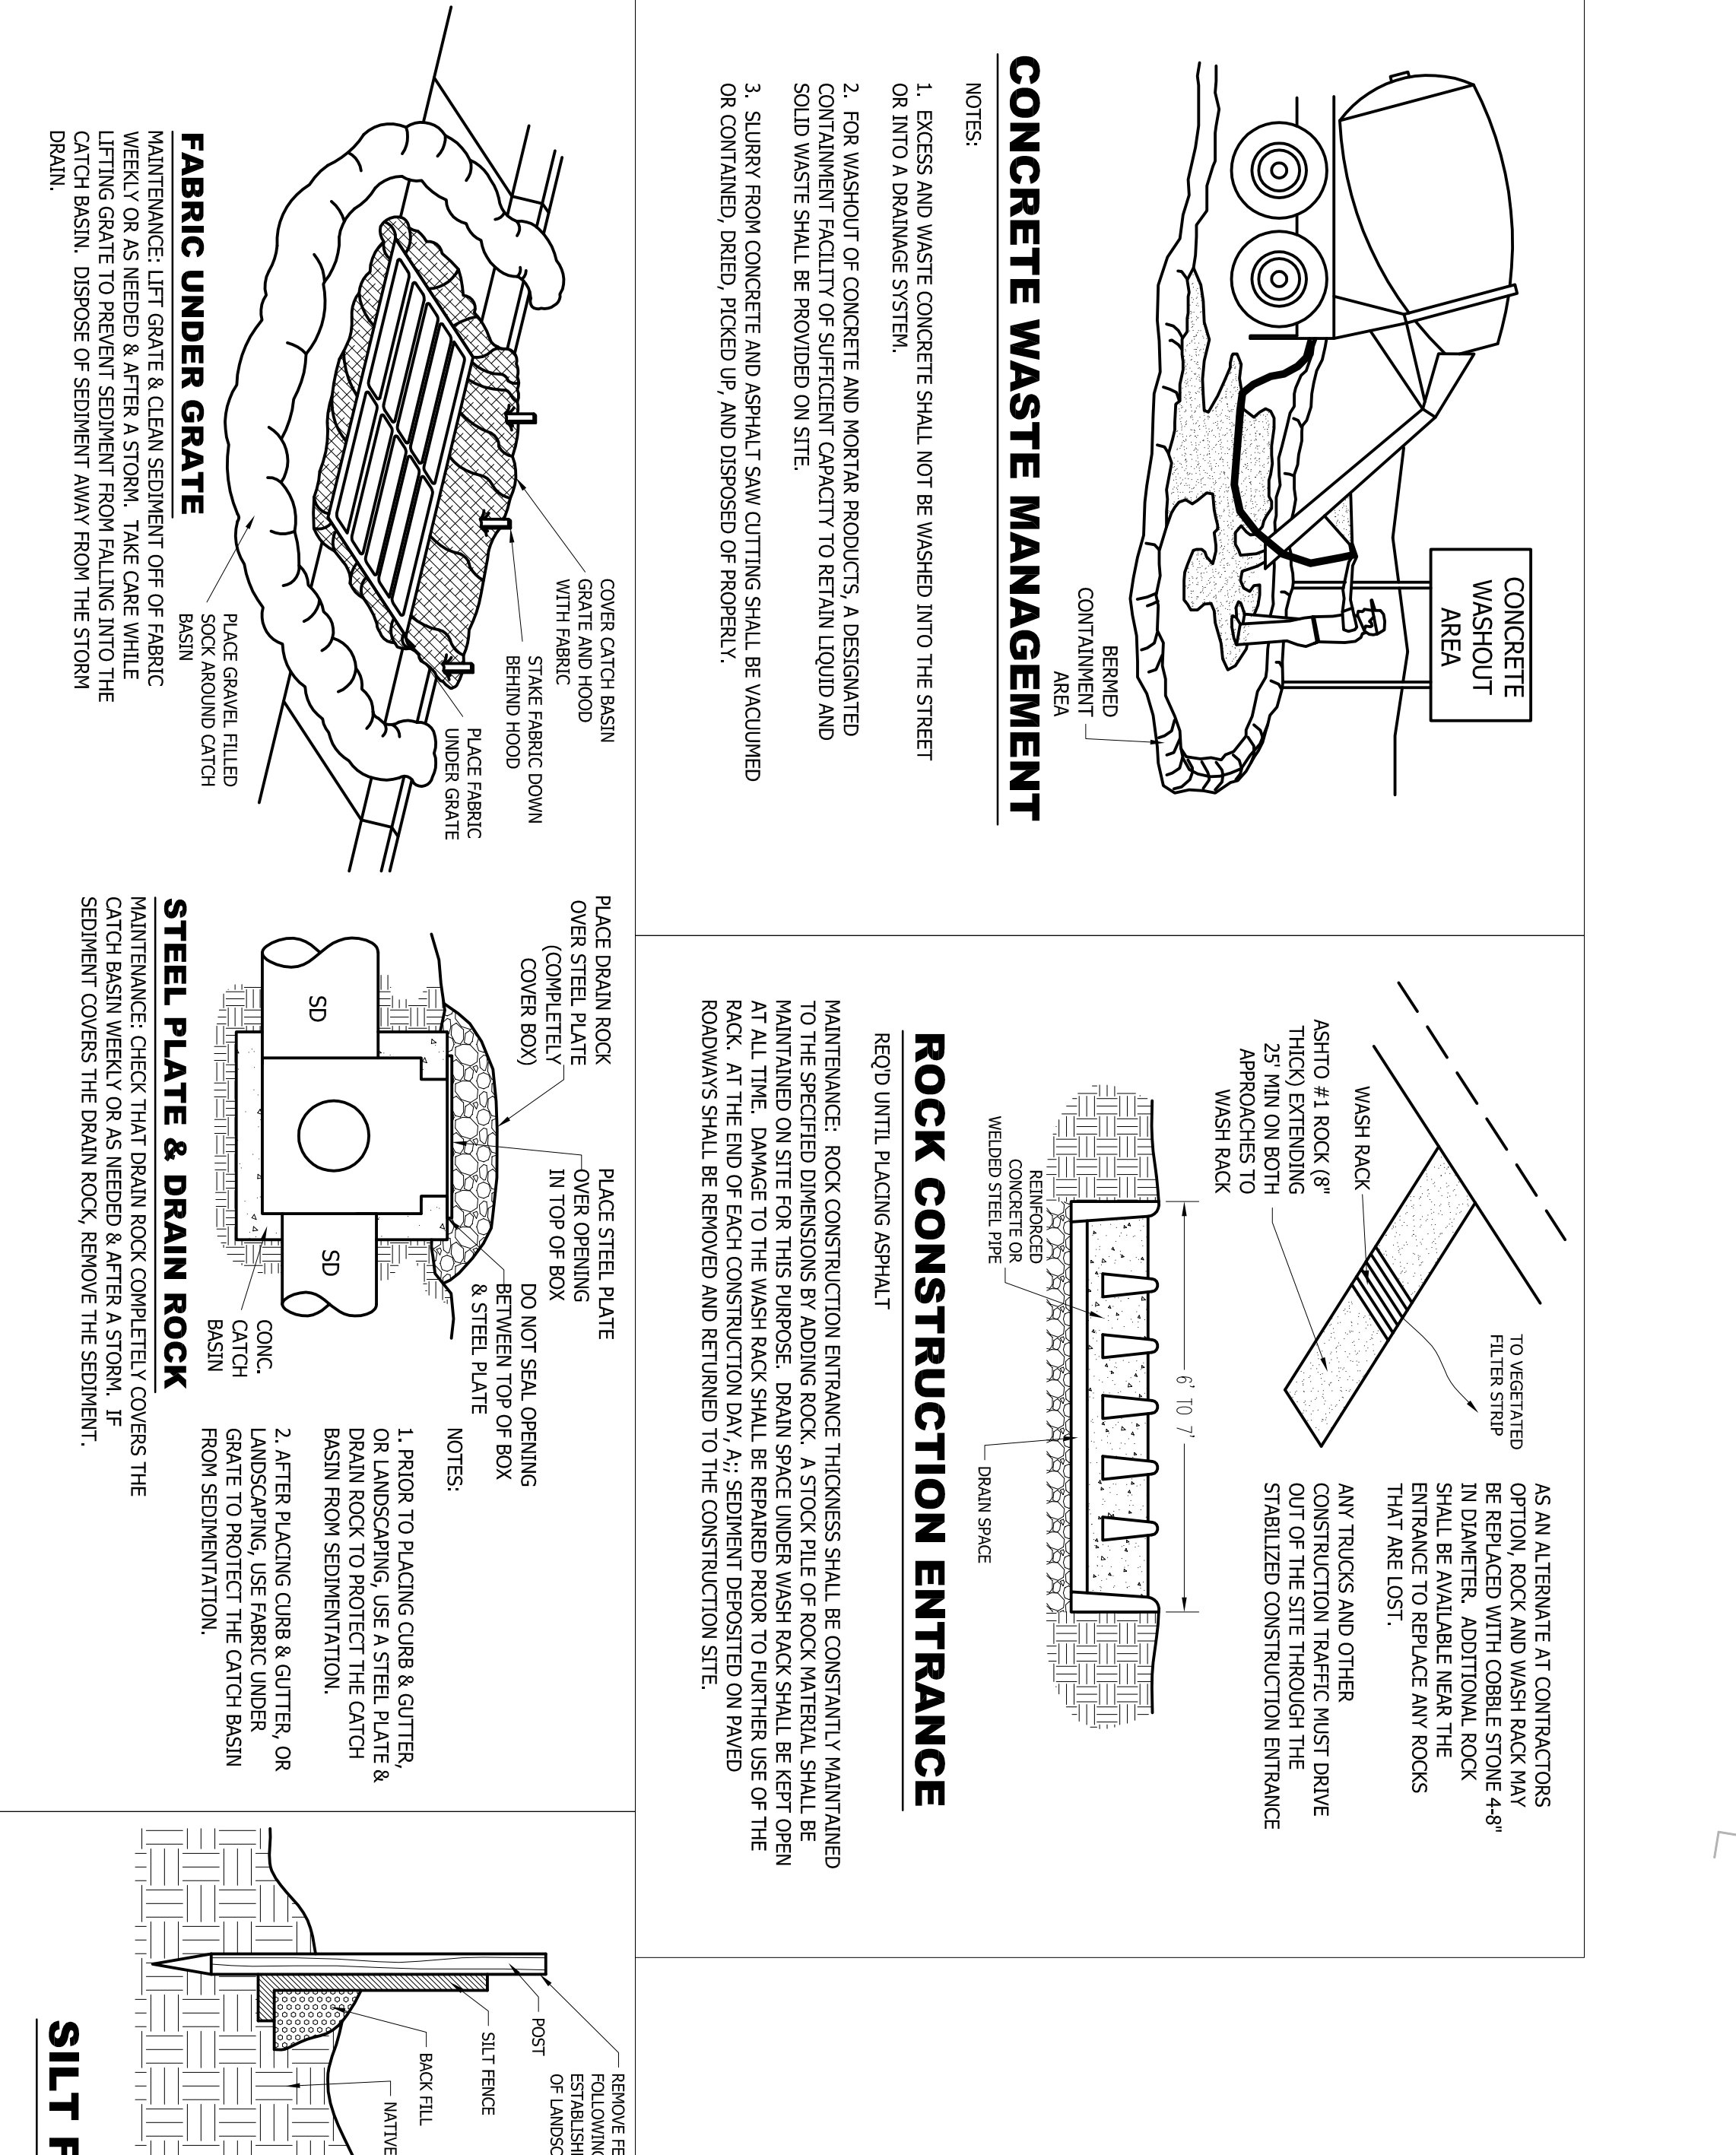 CONCRETE
WASHOUT
AREA
BERMED
CONTAINMENT
AREA
CONCRETE WASTE MANAGEMENT
NOTES:
1. EXCESS AND WASTE CONCRETE SHALL NOT BE WASHED INTO THE STREET
OR INTO A DRAINAGE SYSTEM.
2. FOR WASHOUT OF CONCRETE AND MORTAR PRODUCTS, A DESIGNATED
CONTAINMENT FACILITY OF SUFFICIENT CAPACITY TO RETAIN LIQUID AND
SOLID WASTE SHALL BE PROVIDED ON SITE.
3. SLURRY FROM CONCRETE AND ASPHALT SAW CUTTING SHALL BE VACUUMED
OR CONTAINED, DRIED, PICKED UP, AND DISPOSED OF PROPERLY.
WASH RACK
ASHTO #1 ROCK (8"
THICK) EXTENDING
25' MIN ON BOTH
APPROACHES TO
WASH RACK
TO VEGETATED
FILTER STRIP
AS AN ALTERNATE AT CONTRACTORS
OPTION, ROCK AND WASH RACK MAY
BE REPLACED WITH COBBLE STONE 4-8"
IN DIAMETER. ADDITIONAL ROCK
SHALL BE AVAILABLE NEAR THE
ENTRANCE TO REPLACE ANY ROCKS
THAT ARE LOST.
ANY TRUCKS AND OTHER
CONSTRUCTION TRAFFIC MUST DRIVE
OUT OF THE SITE THROUGH THE
STABILIZED CONSTRUCTION ENTRANCE
6' TO 7'
REINFORCED
CONCRETE OR
WELDED STEEL PIPE
DRAIN SPACE
ROCK CONSTRUCTION ENTRANCE
REQ'D UNTIL PLACING ASPHALT
MAINTENANCE: ROCK CONSTRUCTION ENTRANCE THICKNESS SHALL BE CONSTANTLY MAINTAINED
TO THE SPECIFIED DIMENSIONS BY ADDING ROCK. A STOCK PILE OF ROCK MATERIAL SHALL BE
MAINTAINED ON SITE FOR THIS PURPOSE. DRAIN SPACE UNDER WASH RACK SHALL BE KEPT OPEN
AT ALL TIME. DAMAGE TO THE WASH RACK SHALL BE REPAIRED PRIOR TO FURTHER USE OF THE
RACK. AT THE END OF EACH CONSTRUCTION DAY, A;; SEDIMENT DEPOSITED ON PAVED
ROADWAYS SHALL BE REMOVED AND RETURNED TO THE CONSTRUCTION SITE.
COVER CATCH BASIN
GRATE AND HOOD
WITH FABRIC
STAKE FABRIC DOWN
BEHIND HOOD
PLACE FABRIC
UNDER GRATE
PLACE GRAVEL FILLED
SOCK AROUND CATCH
BASIN
FABRIC UNDER GRATE
MAINTENANCE: LIFT GRATE & CLEAN SEDIMENT OFF OF FABRIC
WEEKLY OR AS NEEDED & AFTER A STORM. TAKE CARE WHILE
LIFTING GRATE TO PREVENT SEDIMENT FROM FALLING INTO THE
CATCH BASIN. DISPOSE OF SEDIMENT AWAY FROM THE STORM
DRAIN.
PLACE DRAIN ROCK
OVER STEEL PLATE
(COMPLETELY
COVER BOX)
PLACE STEEL PLATE
OVER OPENING
IN TOP OF BOX
DO NOT SEAL OPENING
BETWEEN TOP OF BOX
& STEEL PLATE
SD
SD
CONC.
CATCH
BASIN
STEEL PLATE & DRAIN ROCK
MAINTENANCE: CHECK THAT DRAIN ROCK COMPLETELY COVERS THE
CATCH BASIN WEEKLY OR AS NEEDED & AFTER A STORM. IF
SEDIMENT COVERS THE DRAIN ROCK, REMOVE THE SEDIMENT.
NOTES:
1. PRIOR TO PLACING CURB & GUTTER,
OR LANDSCAPING, USE A STEEL PLATE &
DRAIN ROCK TO PROTECT THE CATCH
BASIN FROM SEDIMENTATION.
2. AFTER PLACING CURB & GUTTER, OR
LANDSCAPING, USE FABRIC UNDER
GRATE TO PROTECT THE CATCH BASIN
FROM SEDIMENTATION.
REMOVE
FOLLOWING
POST
SILT FENCE
BACK FILL
NATIVE
SILT